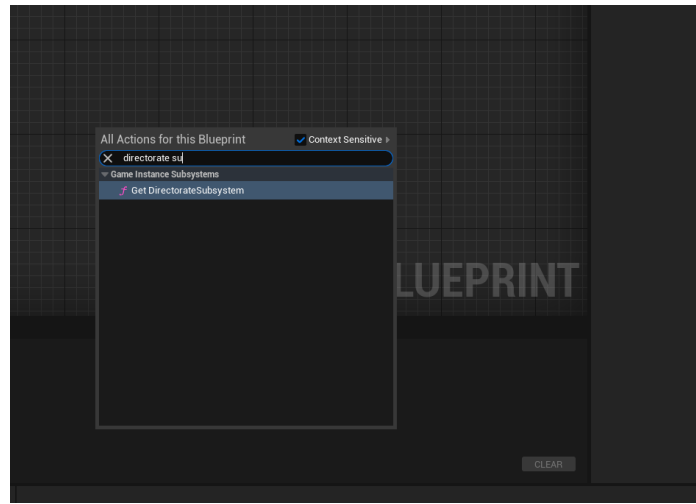 All Actions for this Blueprint
Context Sensitive
directorate su
Game Instance Subsystems
f Get DirectorateSubsystem
LUEPRINT
CLEAR